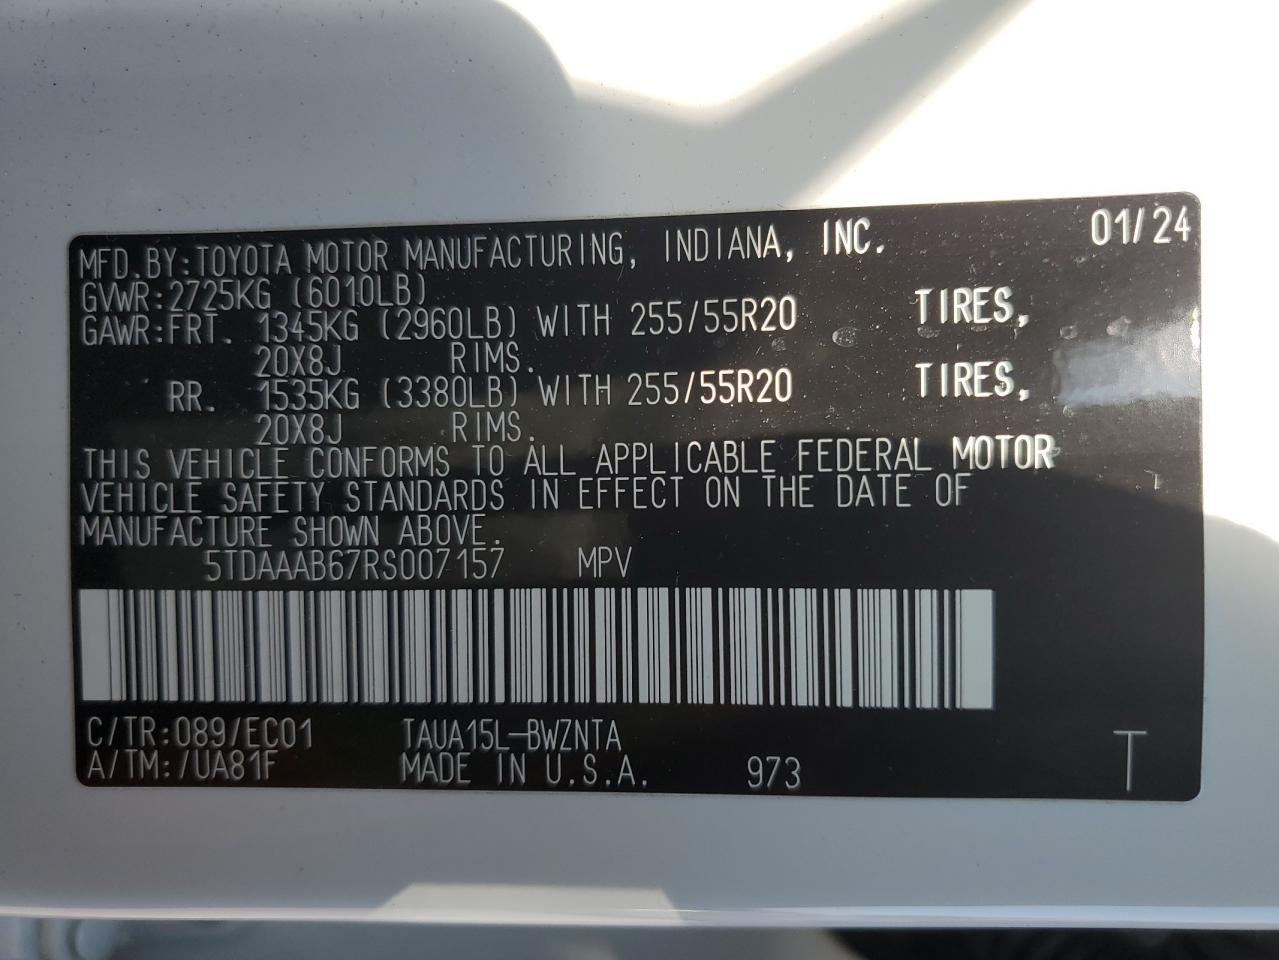 MFD.BY:TOYOTA MOTOR MANUFACTURING, INDIANA, INC. 01/24
GVWR:2725KG (6010LB)
GAWR:FRT. 1345KG (2960LB) WITH 255/55R20 TIRES,
20X8J RIMS.
RR. 1535KG (3380LB) WITH 255/55R20 TIRES,
20X8J RIMS.
THIS VEHICLE CONFORMS TO ALL APPLICABLE FEDERAL MOTOR
VEHICLE SAFETY STANDARDS IN EFFECT ON THE DATE OF
MANUFACTURE SHOWN ABOVE.
5TDAAAB67RS007157 MPV
C/TR:089/EC01 TAUA15L-BWZNTA
A/TM:/UA81F MADE IN U.S.A. 973 T